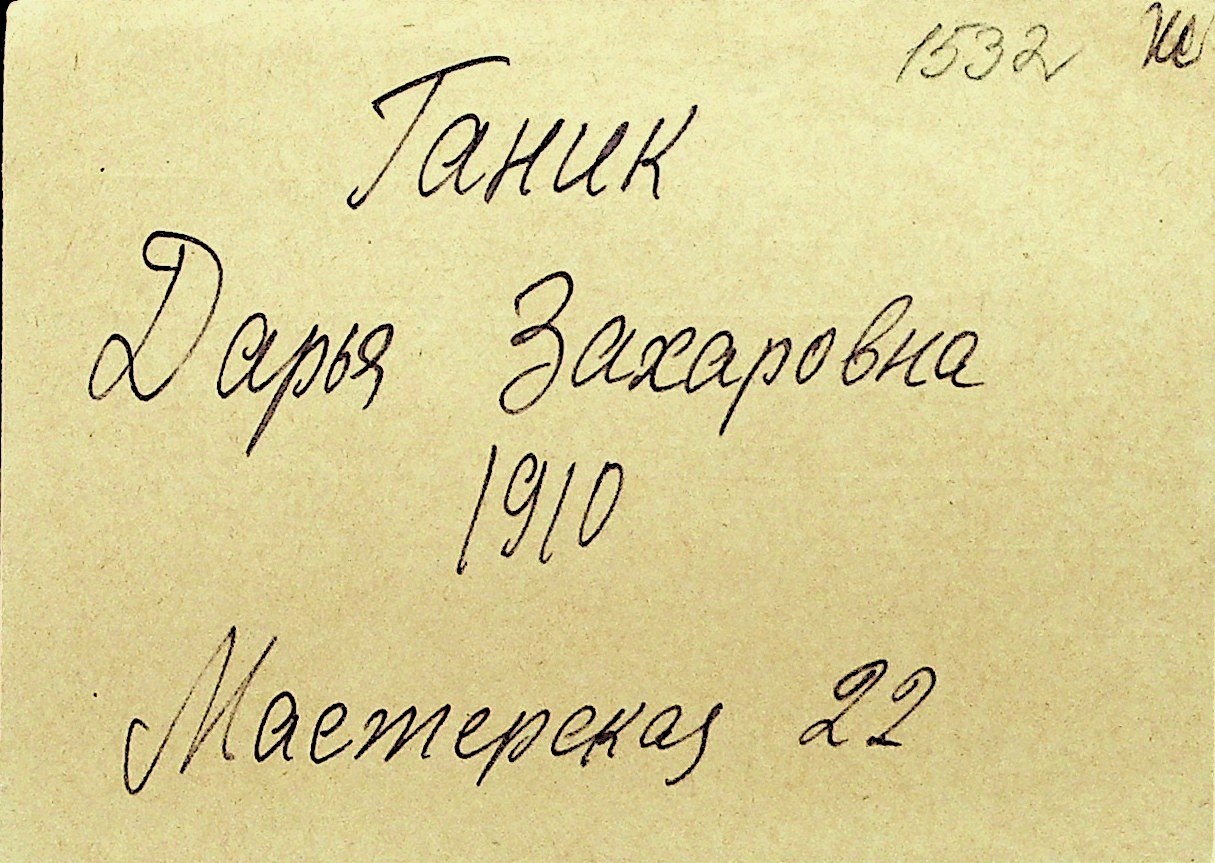 1532
Ганик
Дарья Захаровна
1910
Мастерская 22